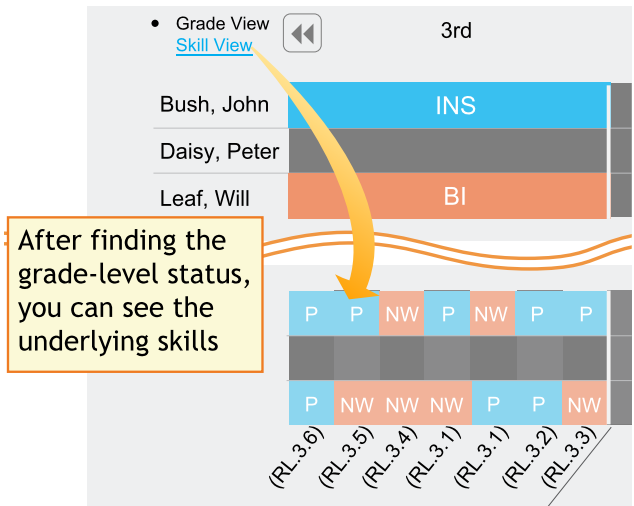 Grade View
Skill View
3rd
Bush, John INS
Daisy, Peter
Leaf, Will BI
After finding the
grade-level status,
you can see the
underlying skills
P P NW P NW P P
P NW NW NW P P NW
(RL.3.6) (RL.3.5) (RL.3.4) (RL.3.1) (RL.3.1) (RL.3.2) (RL.3.3)